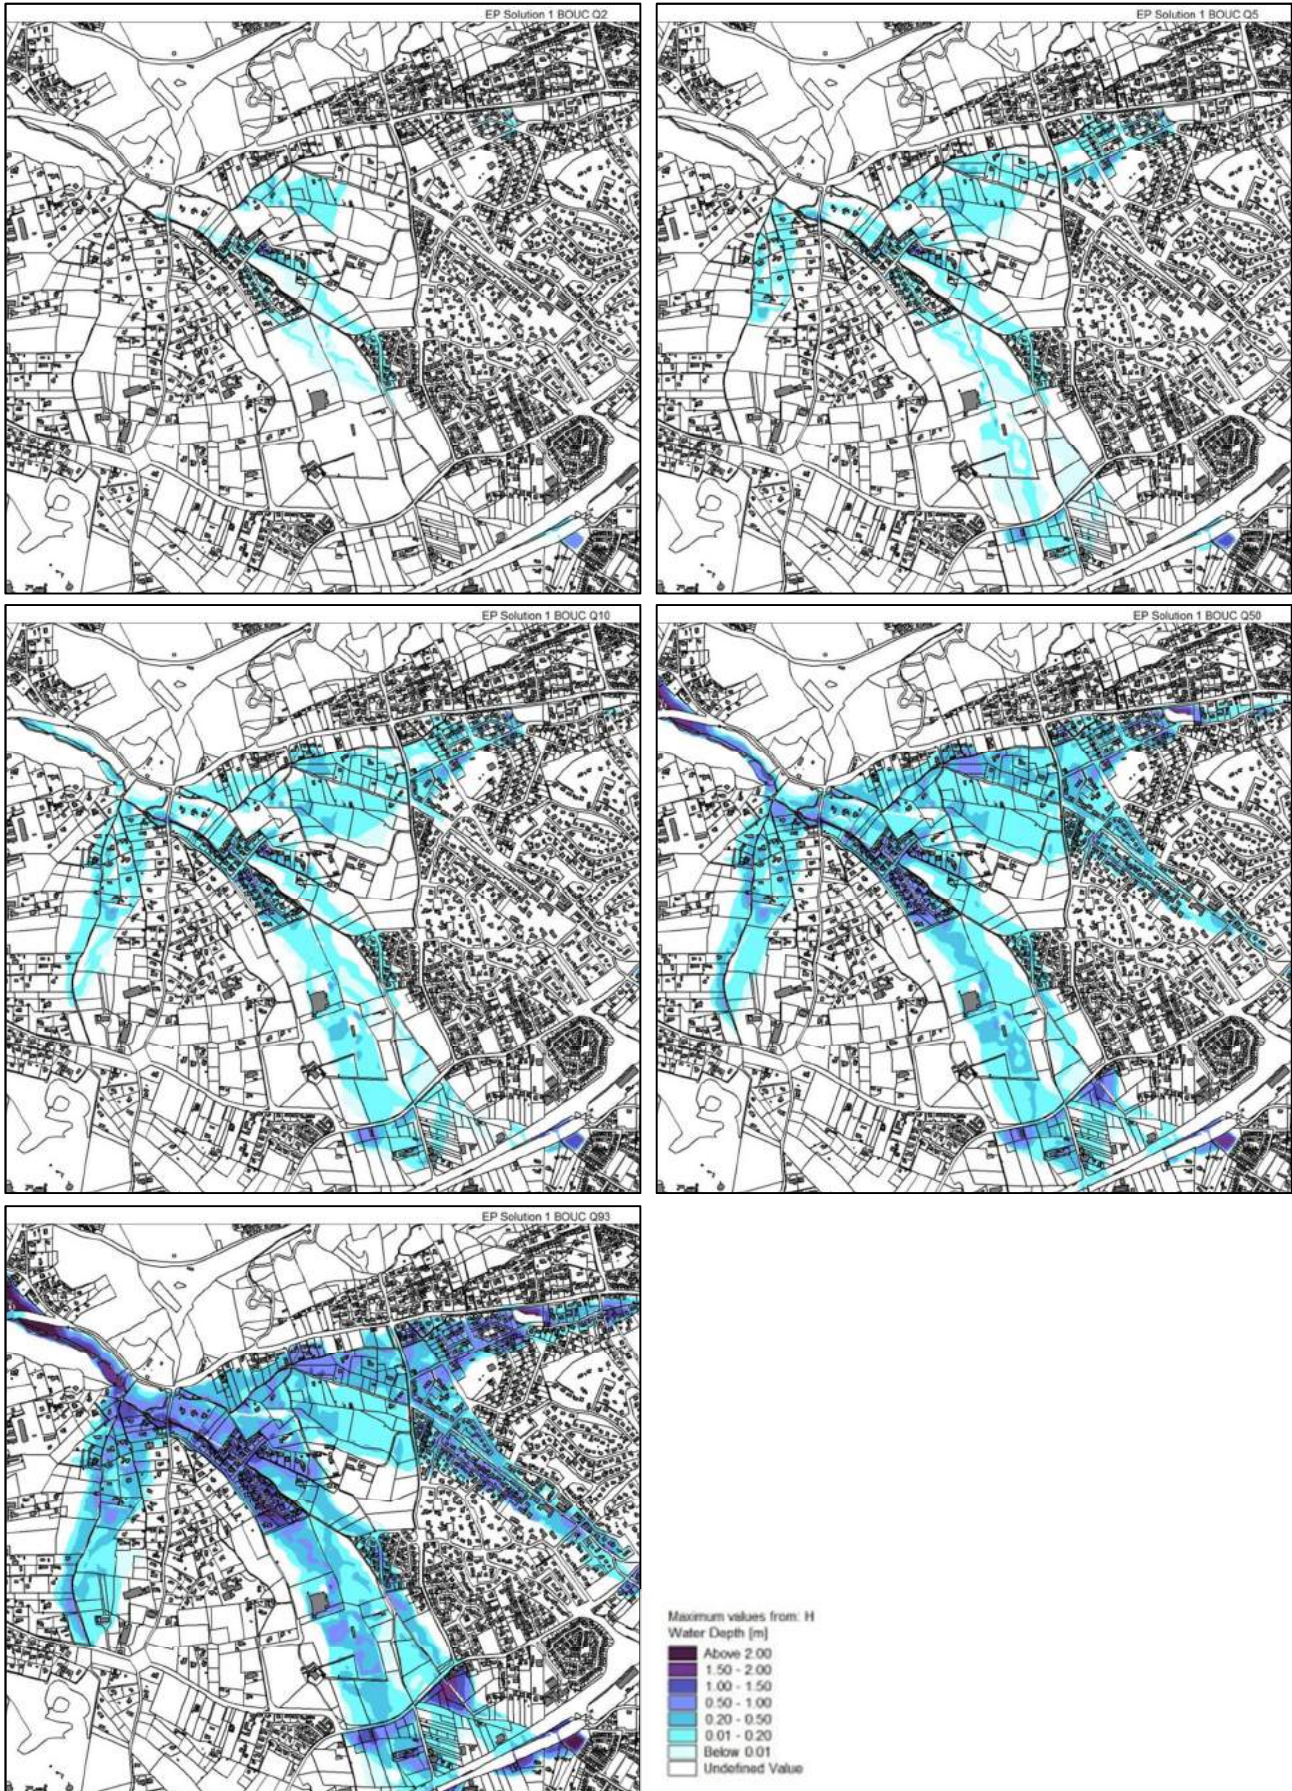 EP Solution 1 BOUC Q2
EP Solution 1 BOUC Q5
EP Solution 1 BOUC Q10
EP Solution 1 BOUC Q50
EP Solution 1 BOUC Q93
Maximum values from: H
Water Depth [m]
Above 2.00
1.50 - 2.00
1.00 - 1.50
0.50 - 1.00
0.20 - 0.50
0.01 - 0.20
Below 0.01
Undefined Value